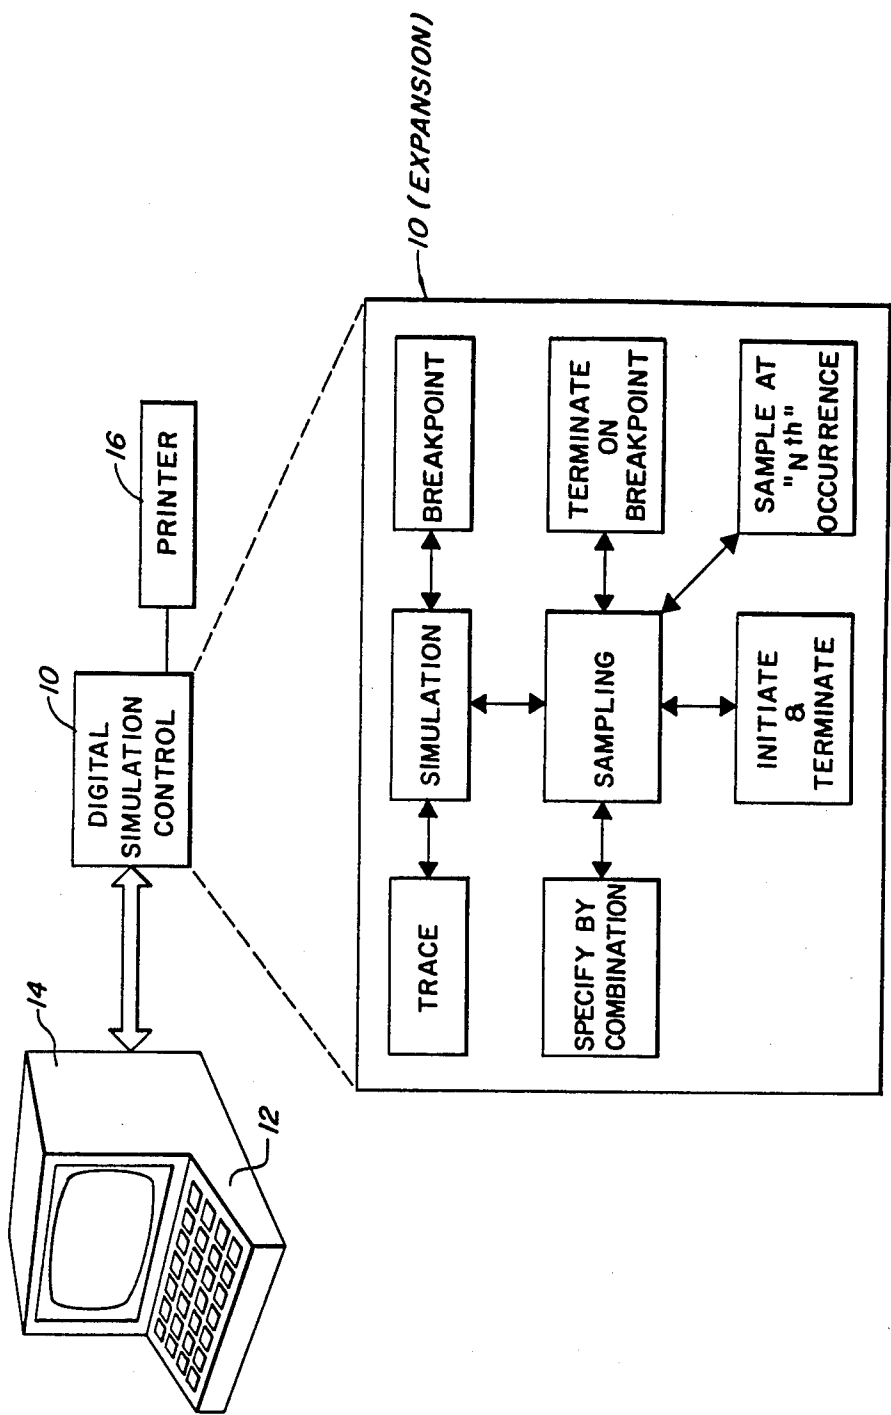 14
12
10
DIGITAL
SIMULATION
CONTROL
16
PRINTER
10 (EXPANSION)
TRACE
SIMULATION
BREAKPOINT
SPECIFY BY
COMBINATION
SAMPLING
TERMINATE
ON
BREAKPOINT
INITIATE
&
TERMINATE
SAMPLE AT
"Nth"
OCCURRENCE